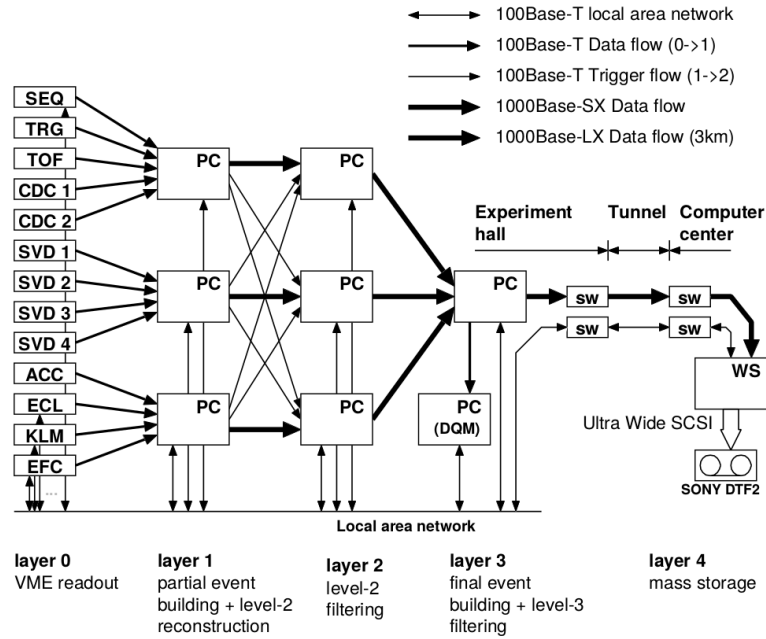 100Base-T local area network
100Base-T Data flow (0->1)
100Base-T Trigger flow (1->2)
1000Base-SX Data flow
1000Base-LX Data flow (3km)
SEQ
TRG
TOF
CDC 1
CDC 2
SVD 1
SVD 2
SVD 3
SVD 4
ACC
ECL
KLM
EFC
...
PC
PC
PC
PC
PC
PC
PC
PC
(DQM)
Experiment
hall
Tunnel
Computer
center
sw
sw
sw
sw
WS
Ultra Wide SCSI
SONY DTF2
Local area network
layer 0
VME readout
layer 1
partial event
building + level-2
reconstruction
layer 2
level-2
filtering
layer 3
final event
building + level-3
filtering
layer 4
mass storage